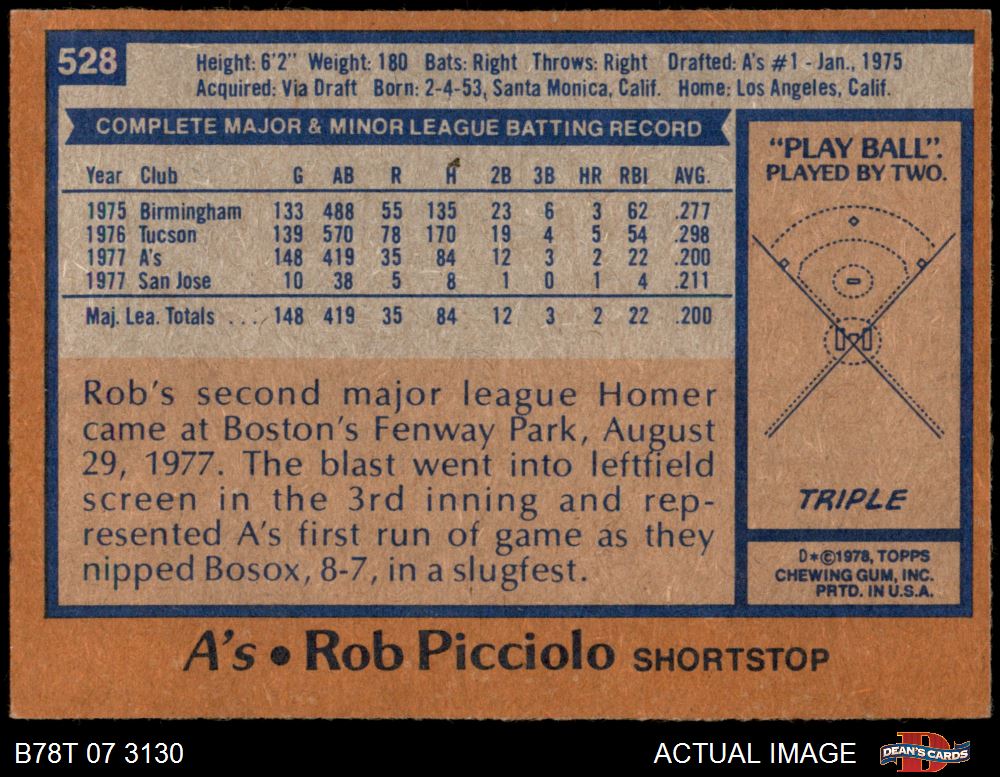 528
Height: 6'2" Weight: 180 Bats: Right Throws: Right Drafted: A's #1 - Jan., 1975
Acquired: Via Draft Born: 2-4-53, Santa Monica, Calif. Home: Los Angeles, Calif.
COMPLETE MAJOR & MINOR LEAGUE BATTING RECORD
Year Club G AB R H 2B 3B HR RBI AVG.
1975 Birmingham 133 488 55 135 23 6 3 62 .277
1976 Tucson 139 570 78 170 19 4 5 54 .298
1977 A's 148 419 35 84 12 3 2 22 .200
1977 San Jose 10 38 5 8 1 0 1 4 .211
Maj. Lea. Totals ... 148 419 35 84 12 3 2 22 .200
Rob's second major league Homer
came at Boston's Fenway Park, August
29, 1977. The blast went into leftfield
screen in the 3rd inning and rep-
resented A's first run of game as they
nipped Bosox, 8-7, in a slugfest.
"PLAY BALL".
PLAYED BY TWO.
TRIPLE
D*©1978, TOPPS
CHEWING GUM, INC.
PRTD. IN U.S.A.
A's • Rob Picciolo SHORTSTOP
B78T 07 3130 ACTUAL IMAGE
DEAN'S CARDS